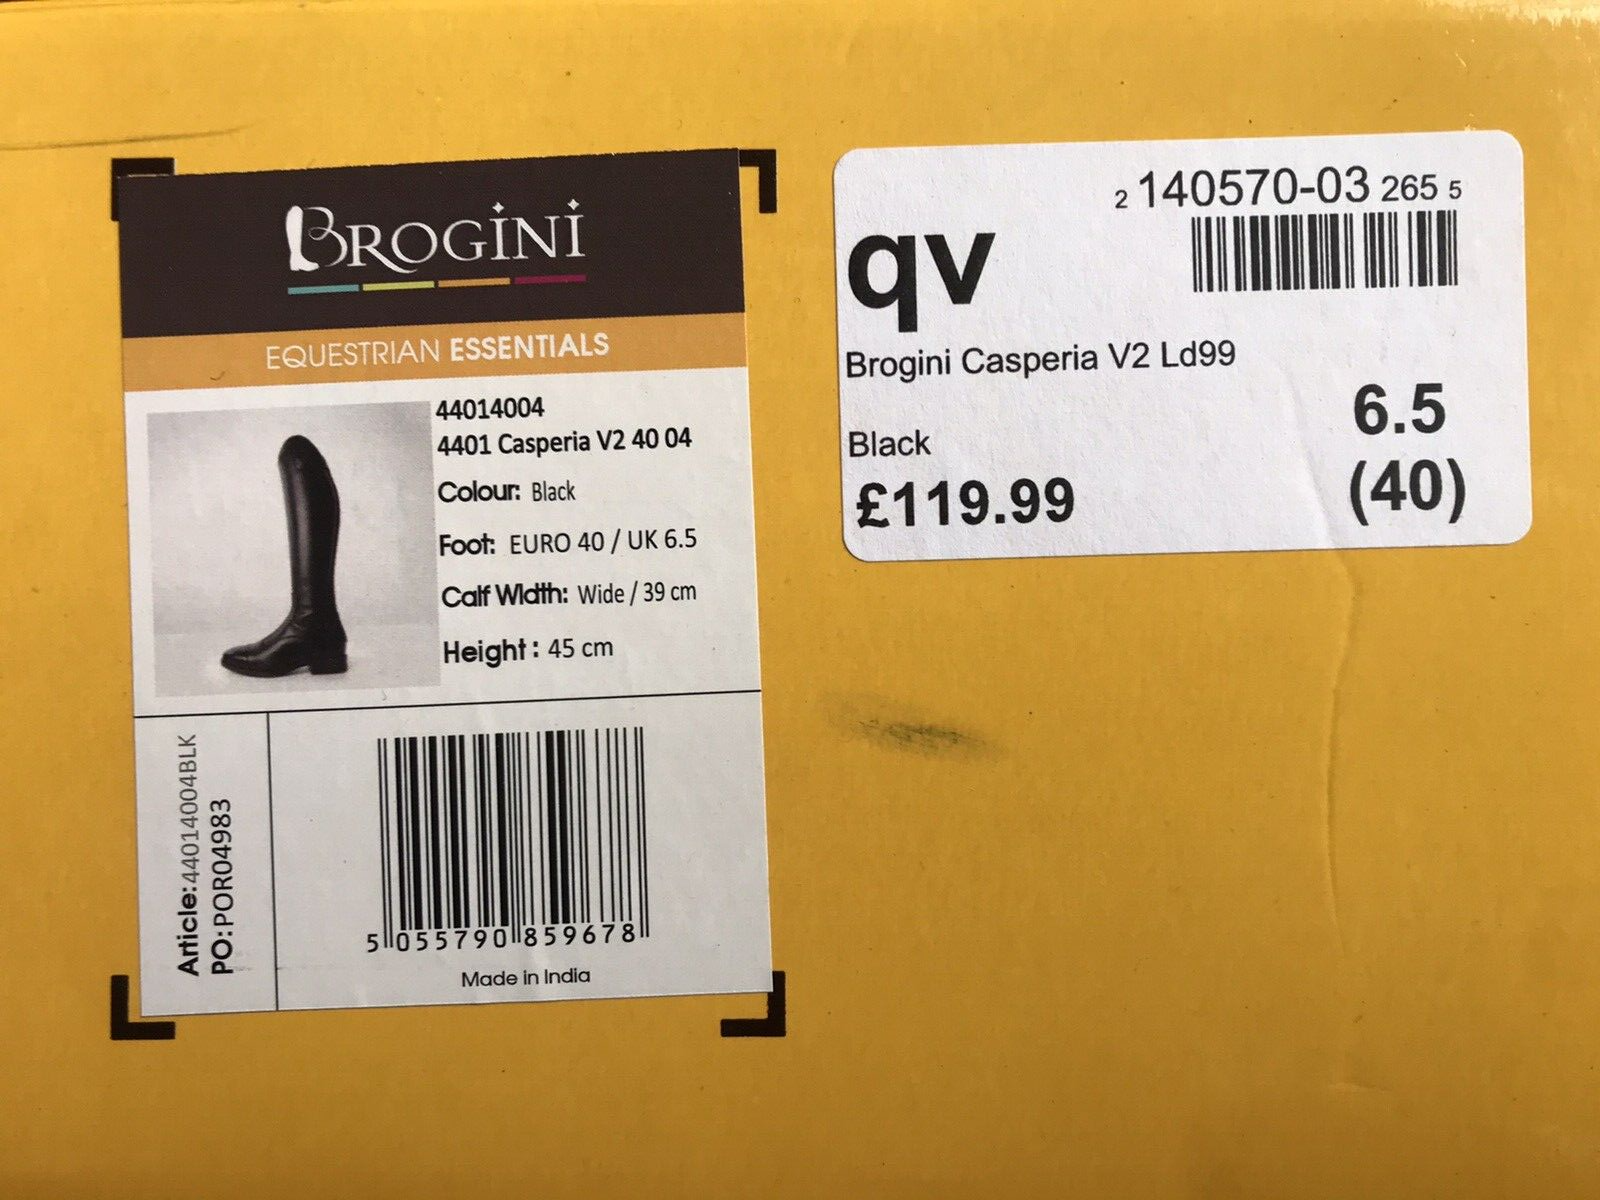 BROGINI
EQUESTRIAN ESSENTIALS
44014004
4401 Casperia V2 40 04
Colour: Black
Foot: EURO 40 / UK 6.5
Calf Width: Wide / 39 cm
Height : 45 cm
Article:44014004BLK
PO:POR04983
5 055790 859678
Made in India
2 140570-03 265 5
qv
Brogini Casperia V2 Ld99
6.5
Black
£119.99
(40)